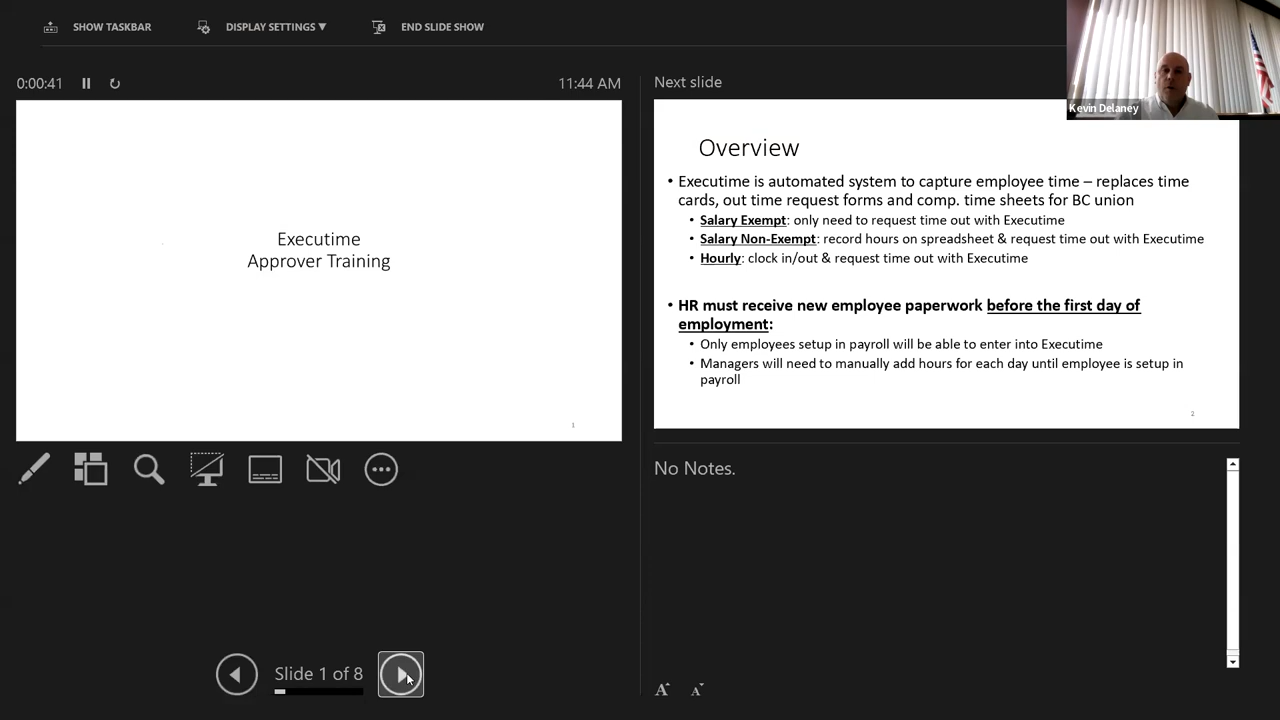 SHOW TASKBAR
DISPLAY SETTINGS ▼
END SLIDE SHOW
Kevin Delaney
0:00:41
11:44 AM
Next slide
Executime
Approver Training
1
Overview
• Executime is automated system to capture employee time – replaces time
cards, out time request forms and comp. time sheets for BC union
• Salary Exempt: only need to request time out with Executime
• Salary Non-Exempt: record hours on spreadsheet & request time out with Executime
• Hourly: clock in/out & request time out with Executime
• HR must receive new employee paperwork before the first day of
employment:
• Only employees setup in payroll will be able to enter into Executime
• Managers will need to manually add hours for each day until employee is setup in
payroll
2
No Notes.
Slide 1 of 8
A A